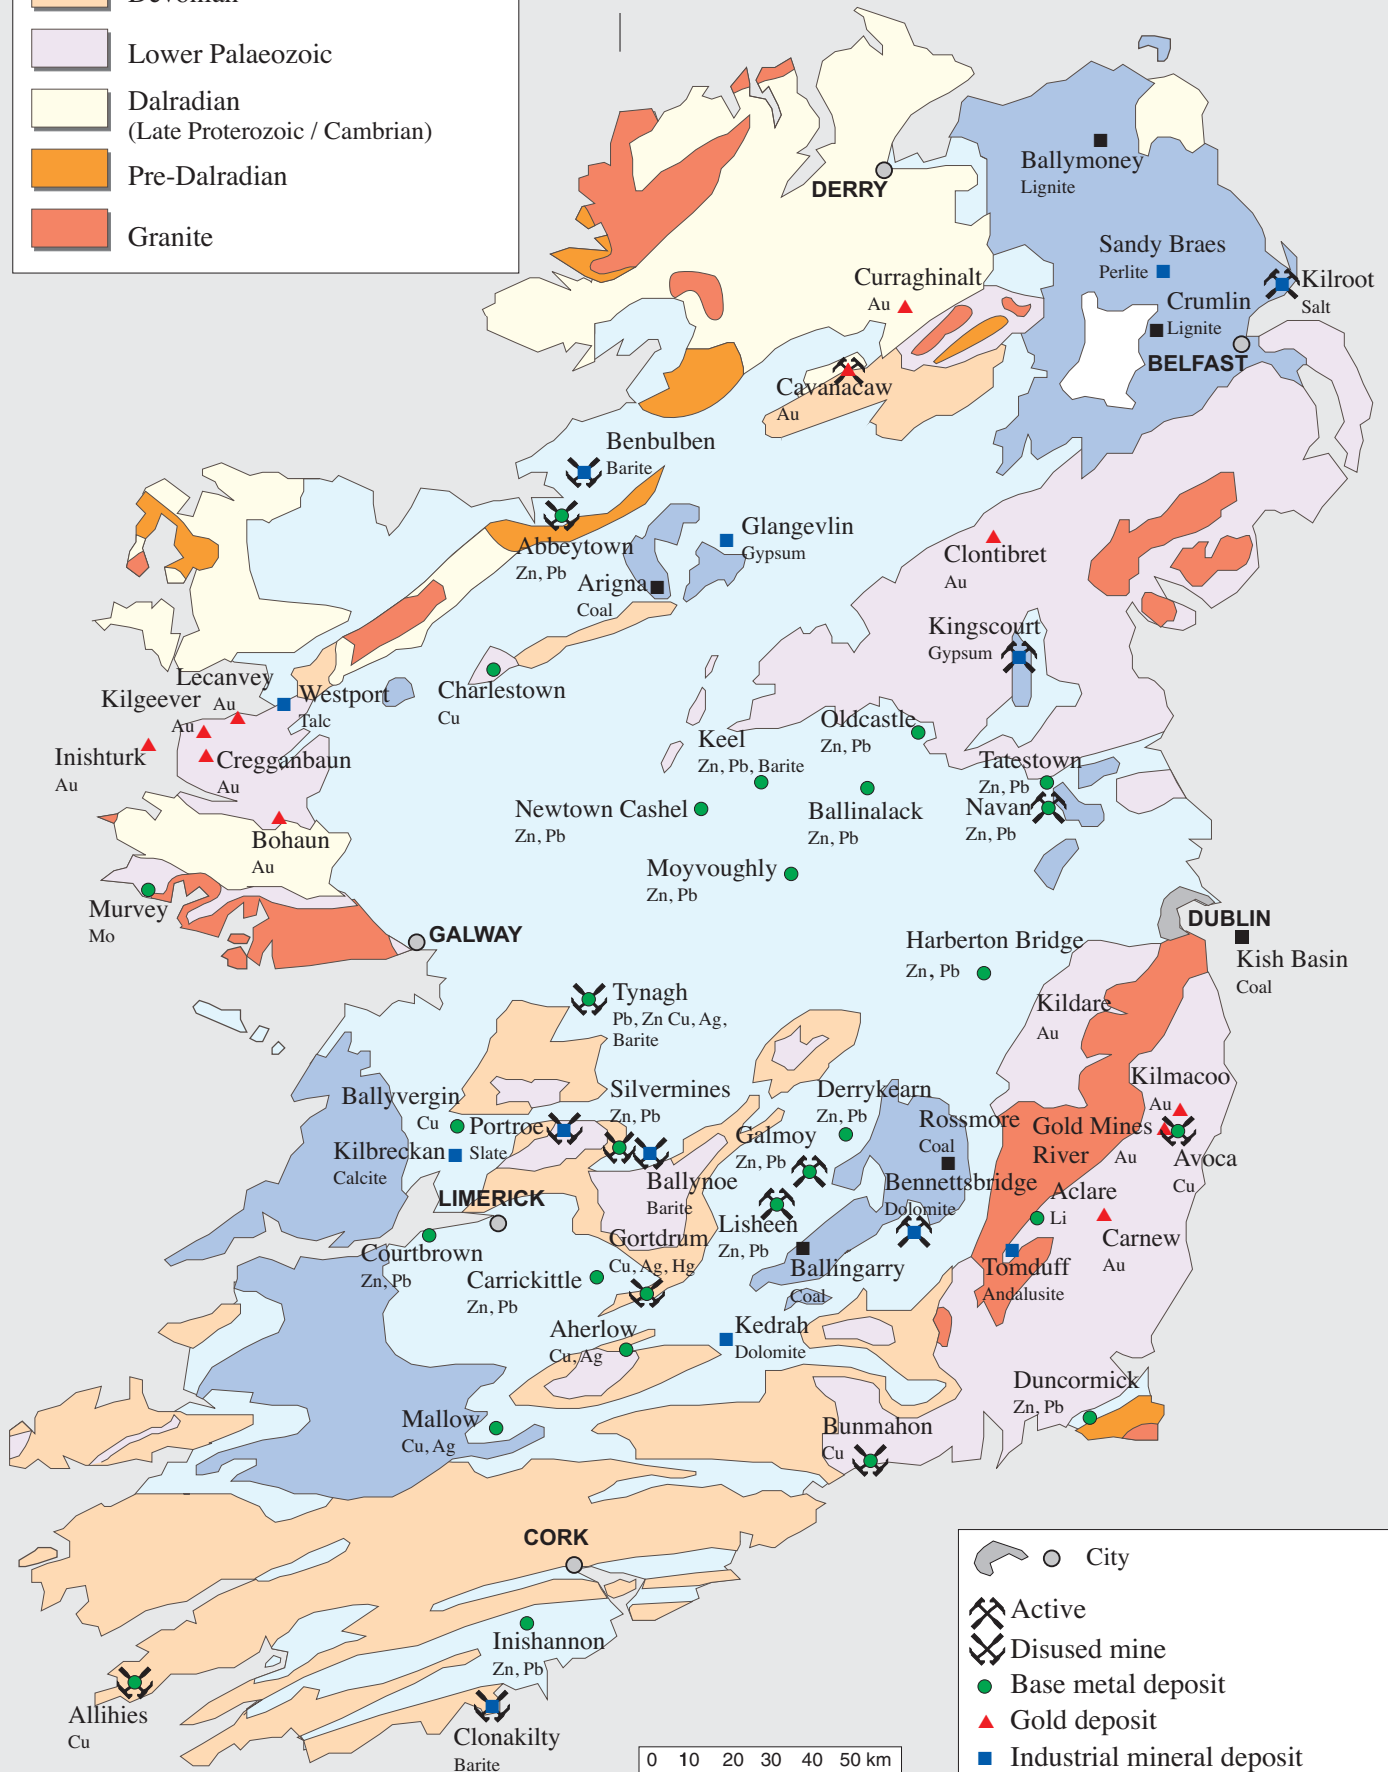 Devonian
Lower Palaeozoic
Dalradian
(Late Proterozoic / Cambrian)
Pre-Dalradian
Granite
DERRY
Ballymoney
Lignite
Sandy Braes
Perlite
Kilroot
Salt
Curraghinalt
Au
Crumlin
Lignite
BELFAST
Cavanacaw
Au
Benbulben
Barite
Abbeytown
Zn, Pb
Glangevlin
Gypsum
Arigna
Coal
Clontibret
Au
Kingscourt
Gypsum
Lecanvey
Au
Kilgeever
Au
Westport
Talc
Charlestown
Cu
Inishturk
Au
Cregganbaun
Au
Oldcastle
Zn, Pb
Keel
Zn, Pb, Barite
Tatestown
Zn, Pb
Newtown Cashel
Zn, Pb
Ballinalack
Zn, Pb
Navan
Zn, Pb
Bohaun
Au
Moyvoughly
Zn, Pb
Murvey
Mo
GALWAY
DUBLIN
Harberton Bridge
Zn, Pb
Kish Basin
Coal
Tynagh
Pb, Zn Cu, Ag,
Barite
Kildare
Au
Kilmacoo
Au
Ballyvergin
Cu
Portroe
Slate
Silvermines
Zn, Pb
Derrykearn
Zn, Pb
Rossmore
Coal
Gold Mines
River
Au
Avoca
Cu
Kilbreckan
Calcite
Galmoy
Zn, Pb
Ballynoe
Barite
Bennettsbridge
Dolomite
Aclare
Li
LIMERICK
Lisheen
Zn, Pb
Carnew
Au
Courtbrown
Zn, Pb
Gortdrum
Cu, Ag, Hg
Carrickittle
Zn, Pb
Ballingarry
Coal
Tomduff
Andalusite
Aherlow
Cu, Ag
Kedrah
Dolomite
Duncormick
Zn, Pb
Mallow
Cu, Ag
Bunmahon
Cu
CORK
Inishannon
Zn, Pb
Allihies
Cu
Clonakilty
Barite
0 10 20 30 40 50 km
City
Active
Disused mine
Base metal deposit
Gold deposit
Industrial mineral deposit